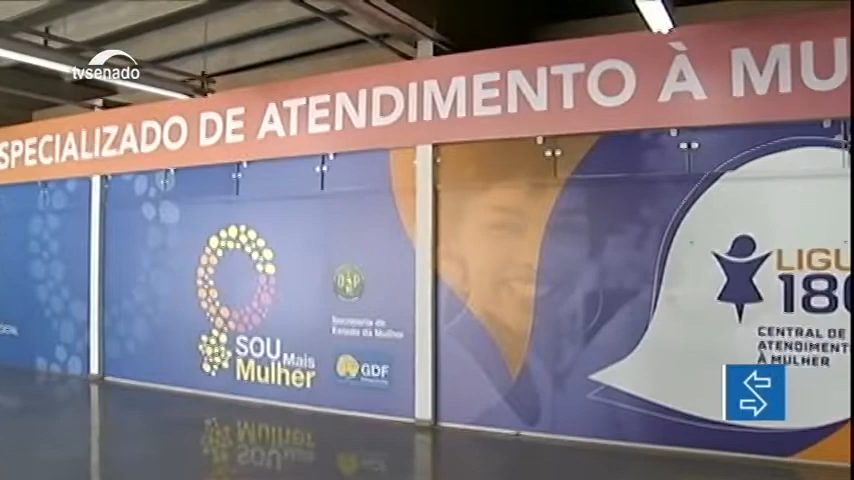 tvsenado
SPECIALIZADO DE ATENDIMENTO À MU
SOU Mais
Mulher
Secretaria de
Estado da Mulher
GDF
LIGU
180
CENTRAL DE
ATENDIMENTO
À MULHER